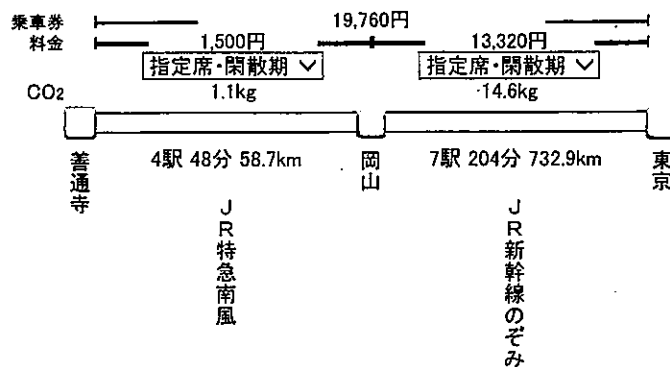 乗車券 19,760円
料金 1,500円 13,320円
指定席・閑散期 指定席・閑散期
CO2 1.1kg 14.6kg
善通寺 4駅 48分 58.7km 岡山 7駅 204分 732.9km 東京
JR特急南風 JR新幹線のぞみ